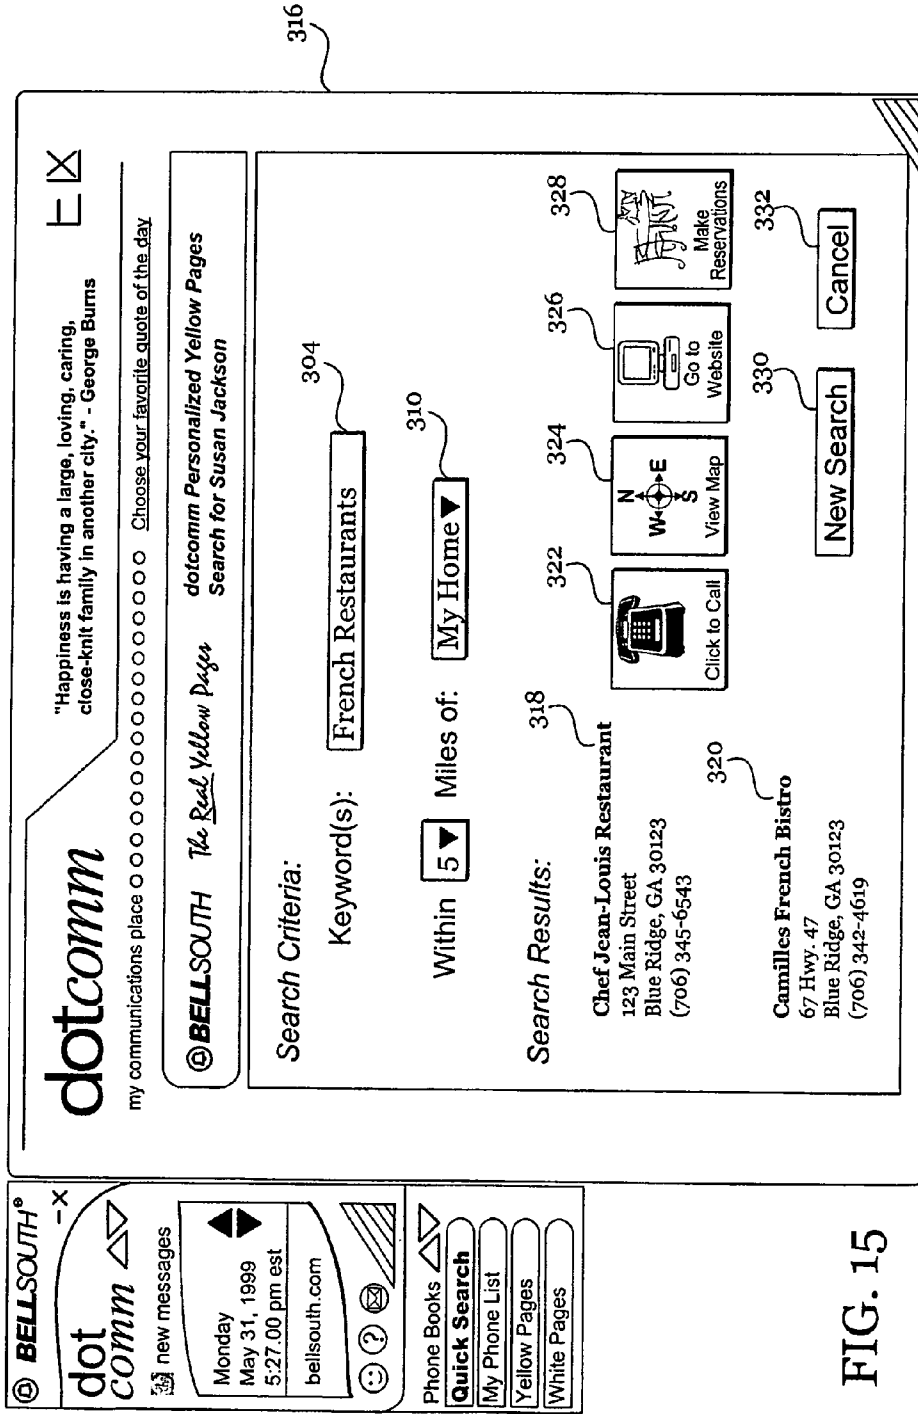 BELLSOUTH®
dot
comm
new messages
Monday
May 31, 1999
5:27.00 pm est
bellsouth.com
?
Phone Books
Quick Search
My Phone List
Yellow Pages
White Pages
dotcomm
"Happiness is having a large, loving, caring,
close-knit family in another city." - George Burns
my communications place
Choose your favorite quote of the day
BELLSOUTH The Real Yellow Pages
dotcomm Personalized Yellow Pages
Search for Susan Jackson
316
Search Criteria:
Keyword(s): French Restaurants
304
Within 5 Miles of: My Home
310
Search Results:
318
Chef Jean-Louis Restaurant
123 Main Street
Blue Ridge, GA 30123
(706) 345-6543
322
Click to Call
324
N
W E
S
View Map
326
Go to
Website
328
Make
Reservations
320
Camilles French Bistro
67 Hwy. 47
Blue Ridge, GA 30123
(706) 342-4619
330
New Search
332
Cancel
FIG. 15